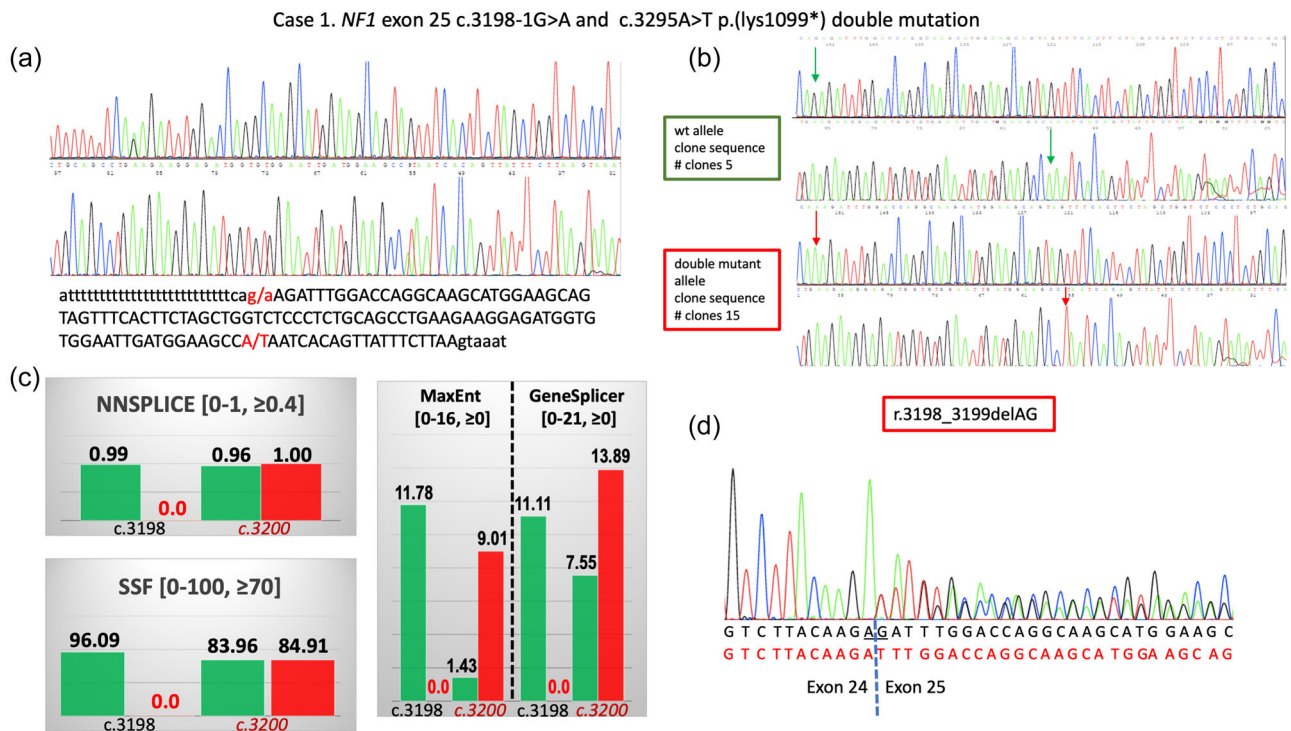 Case 1. NF1 exon 25 c.3198-1G>A and c.3295A>T p.(lys1099*) double mutation
(a)
attttttttttttttttttttttttttttcag/aAGATTTGGACCAGGCAAGCATGGAAGCAG
TAGTTTCACTTCTAGCTGGTCTCCCTCTGCAGCCTGAAGAAGGAGATGGTG
TGGAATTGATGGAAGCCA/TAATCACAGTTATTTCTTAAgtaaat
(b)
wt allele
clone sequence
# clones 5
double mutant
allele
clone sequence
# clones 15
(c)
NNSPLICE [0-1, ≥0.4]
0.99
0.0
0.96
1.00
c.3198
c.3200
SSF [0-100, ≥70]
96.09
0.0
83.96
84.91
c.3198
c.3200
MaxEnt
[0-16, ≥0]
11.78
0.0
1.43
9.01
c.3198
c.3200
GeneSplicer
[0-21, ≥0]
11.11
0.0
7.55
13.89
c.3198
c.3200
(d)
r.3198_3199delAG
G T C T T A C A A G A G A T T T G G A C C A G G C A A G C A T G G A A G C
G T C T T A C A A G A T T T G G A C C A G G C A A G C A T G G A A G C A G
Exon 24 Exon 25